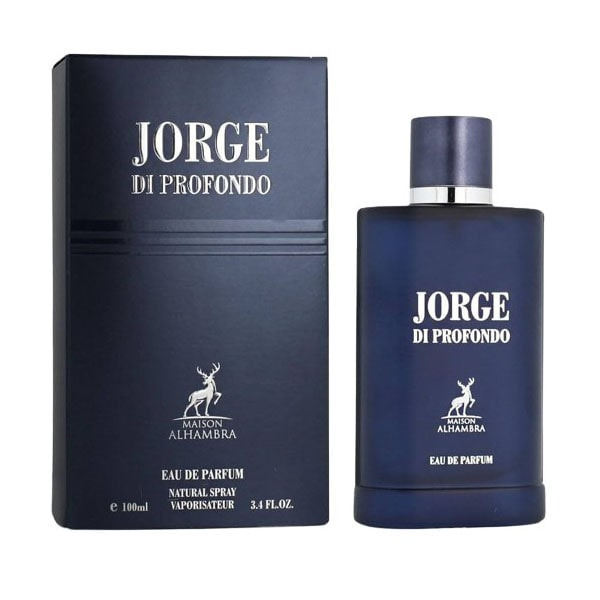 JORGE
DI PROFONDO
MAISON
ALHAMBRA
EAU DE PARFUM
NATURAL SPRAY
℮ 100ml VAPORISATEUR 3.4 FL.OZ.
JORGE
DI PROFONDO
MAISON
ALHAMBRA
EAU DE PARFUM